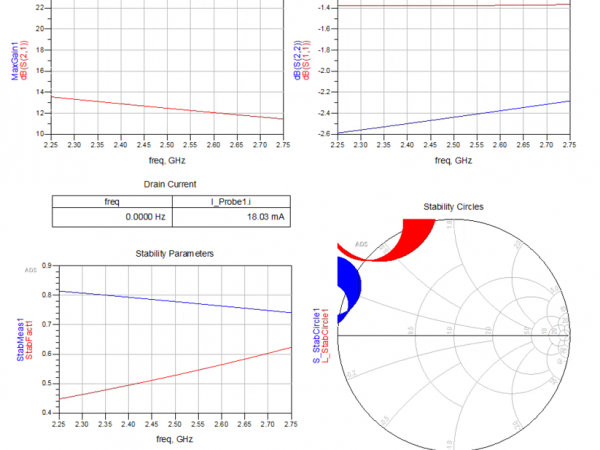 MaxGain1
dB(S(2,1))
22
20
18
16
14
12
10
2.25 2.30 2.35 2.40 2.45 2.50 2.55 2.60 2.65 2.70 2.75
freq, GHz
dB(S(2,2))
dB(S(1,1))
-1.4
-1.6
-1.8
-2.0
-2.2
-2.4
-2.6
2.25 2.30 2.35 2.40 2.45 2.50 2.55 2.60 2.65 2.70 2.75
freq, GHz
Drain Current
freq I_Probe1.i
0.0000 Hz 18.03 mA
Stability Parameters
ADS
StabMeas1
StabFact1
0.9
0.8
0.7
0.6
0.5
0.4
2.25 2.30 2.35 2.40 2.45 2.50 2.55 2.60 2.65 2.70 2.75
freq, GHz
Stability Circles
ADS
S_StabCircle1
L_StabCircle1